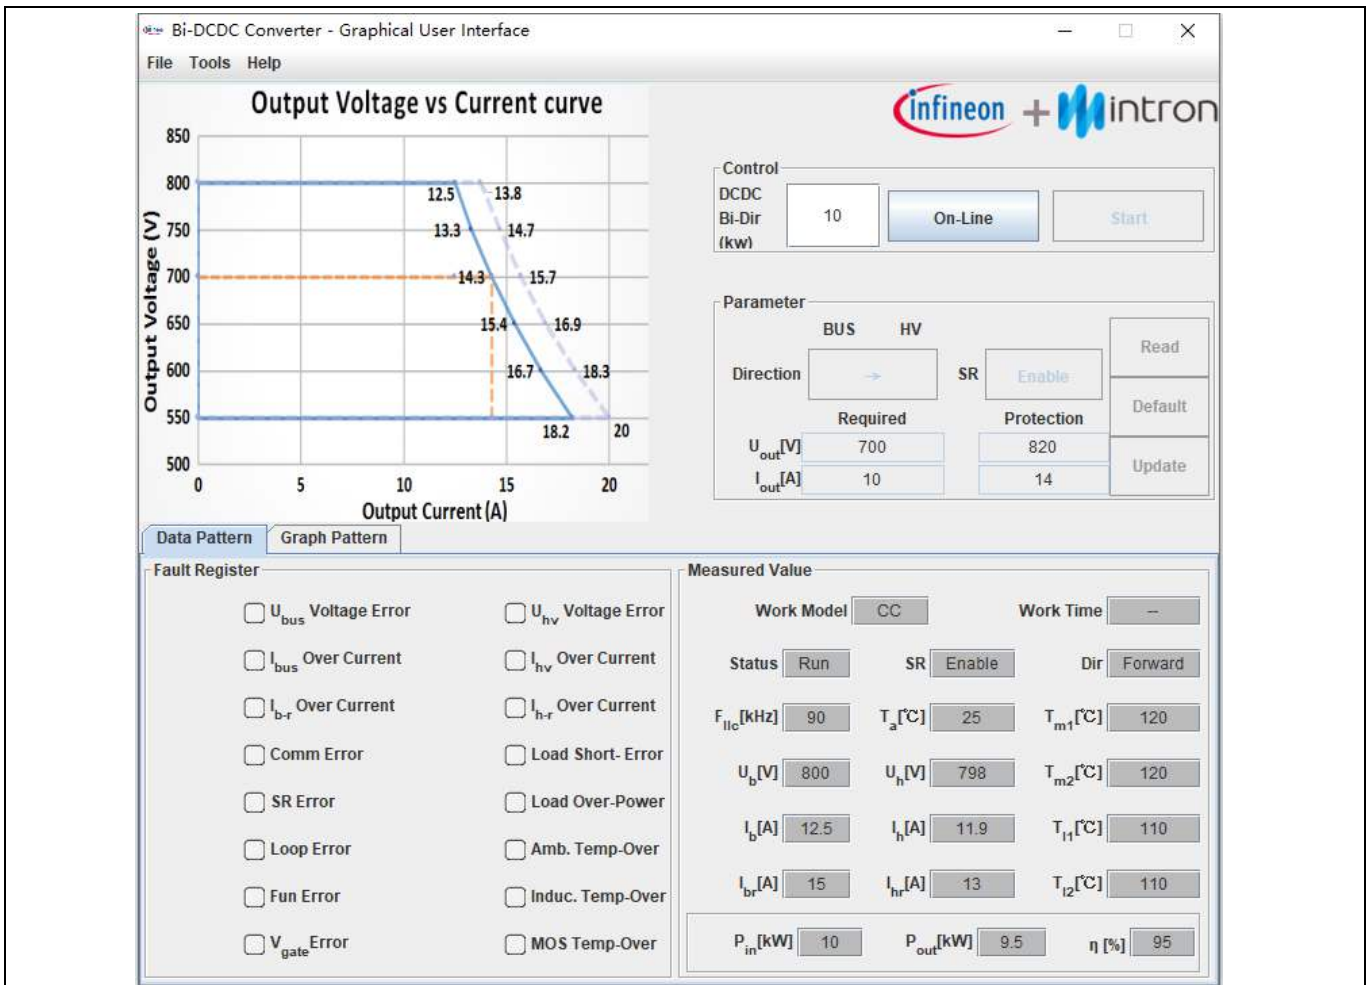 Bi-DCDC Converter - Graphical User Interface
File Tools Help
Output Voltage vs Current curve
infineon + intron
850
800
750
700
650
600
550
500
Output Voltage (V)
12.5 13.8
13.3 14.7
14.3 15.7
15.4 16.9
16.7 18.3
18.2 20
0 5 10 15 20
Output Current (A)
Control
DCDC
Bi-Dir
(kw)
10 On-Line Start
Parameter
BUS HV
Direction → SR Enable
Required Protection
Uout[V] 700 820
Iout[A] 10 14
Read
Default
Update
Data Pattern Graph Pattern
Fault Register
Ubus Voltage Error Uhv Voltage Error
Ibus Over Current Ihv Over Current
Ib-r Over Current Ih-r Over Current
Comm Error Load Short- Error
SR Error Load Over-Power
Loop Error Amb. Temp-Over
Fun Error Induc. Temp-Over
Vgate Error MOS Temp-Over
Measured Value
Work Model CC Work Time --
Status Run SR Enable Dir Forward
Fllc[kHz] 90 Ta[℃] 25 Tm1[℃] 120
Ub[V] 800 Uh[V] 798 Tm2[℃] 120
Ib[A] 12.5 Ih[A] 11.9 Tl1[℃] 110
Ibr[A] 15 Ihr[A] 13 Tl2[℃] 110
Pin[kW] 10 Pout[kW] 9.5 η [%] 95